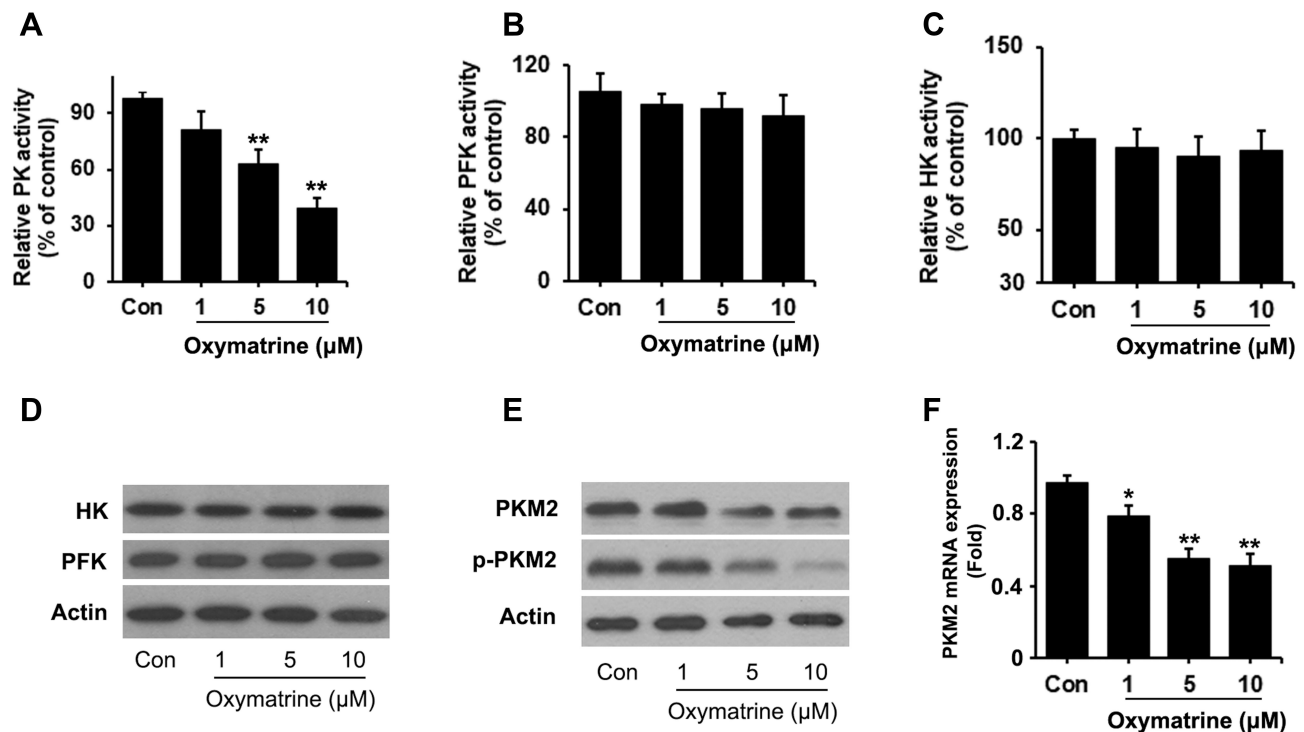 A
Relative PK activity
(% of control)
90
60
30
0
**
**
Con 1 5 10
Oxymatrine (μM)
B
Relative PFK activity
(% of control)
120
80
40
0
Con 1 5 10
Oxymatrine (μM)
C
Relative HK activity
(% of control)
150
100
50
30
Con 1 5 10
Oxymatrine (μM)
D
HK
PFK
Actin
Con 1 5 10
Oxymatrine (μM)
E
PKM2
p-PKM2
Actin
Con 1 5 10
Oxymatrine (μM)
F
PKM2 mRNA expression
(Fold)
1.2
0.8
0.4
0
*
**
**
Con 1 5 10
Oxymatrine (μM)